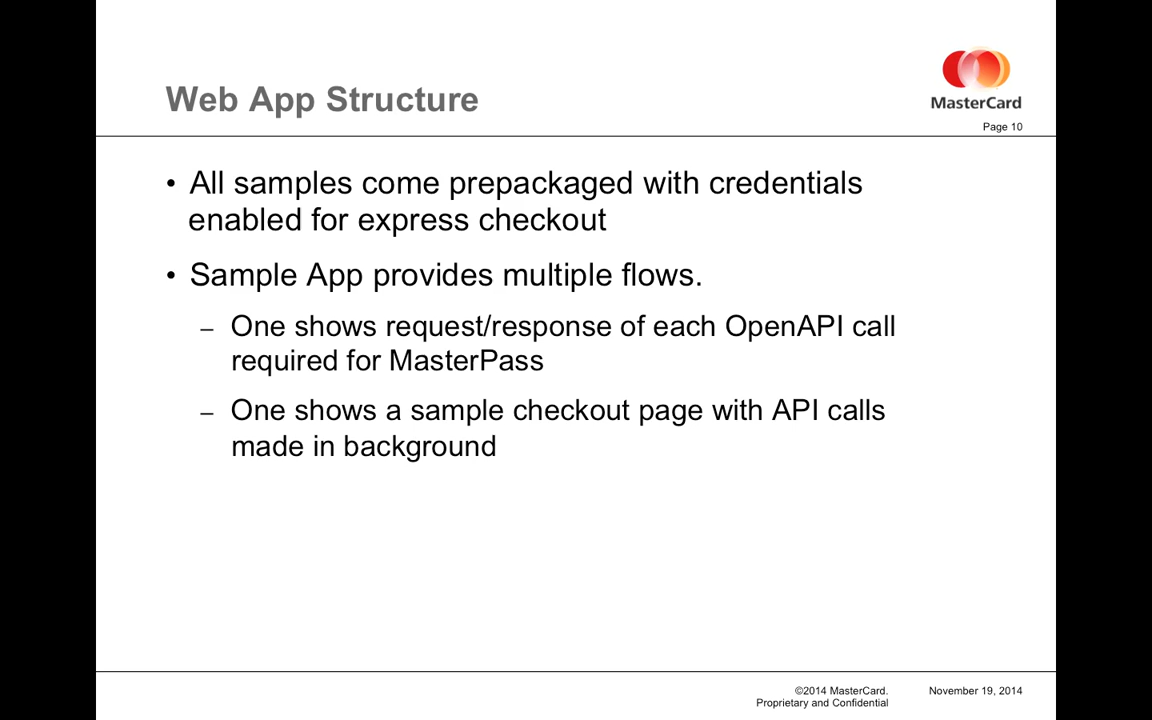 Web App Structure
MasterCard
Page 10
• All samples come prepackaged with credentials
enabled for express checkout
• Sample App provides multiple flows.
– One shows request/response of each OpenAPI call
required for MasterPass
– One shows a sample checkout page with API calls
made in background
©2014 MasterCard.
Proprietary and Confidential
November 19, 2014